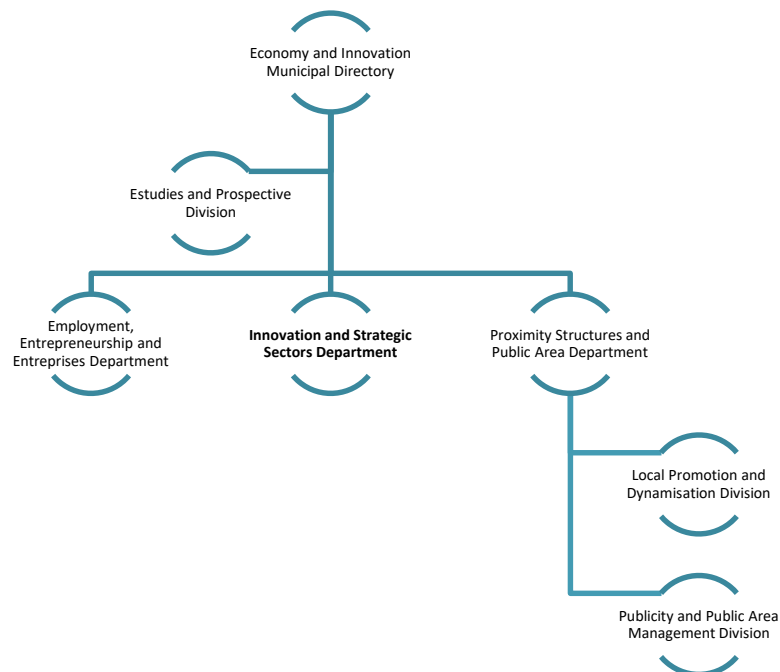 Economy and Innovation
Municipal Directory
Estudies and Prospective
Division
Employment,
Entrepreneurship and
Entreprises Department
Innovation and Strategic
Sectors Department
Proximity Structures and
Public Area Department
Local Promotion and
Dynamisation Division
Publicity and Public Area
Management Division